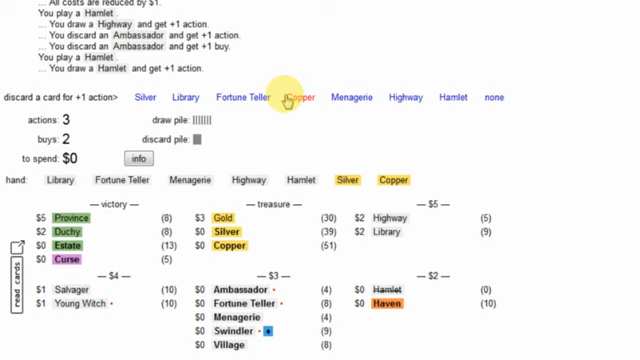 ... All costs are reduced by $1.
You play a Hamlet.
... You draw a Highway and get +1 action.
... You discard an Ambassador and get +1 action.
... You discard an Ambassador and get +1 buy.
You play a Hamlet.
... You draw a Hamlet and get +1 action.
discard a card for +1 action> Silver Library Fortune Teller Copper Menagerie Highway Hamlet none
actions: 3 draw pile:
buys: 2 discard pile:
to spend: $0 info
hand: Library Fortune Teller Menagerie Highway Hamlet Silver Copper
— victory — — treasure — — $5 —
$5 Province (8) $3 Gold (30) $2 Highway (5)
$2 Duchy (8) $0 Silver (39) $2 Library (9)
$0 Estate (13) $0 Copper (51)
$0 Curse (5)
— $4 — — $3 — — $2 —
$1 Salvager (10) $0 Ambassador (4) $0 Hamlet (0)
$1 Young Witch (10) $0 Fortune Teller (8) $0 Haven (10)
$0 Menagerie (4)
$0 Swindler (9)
$0 Village (8)
read cards